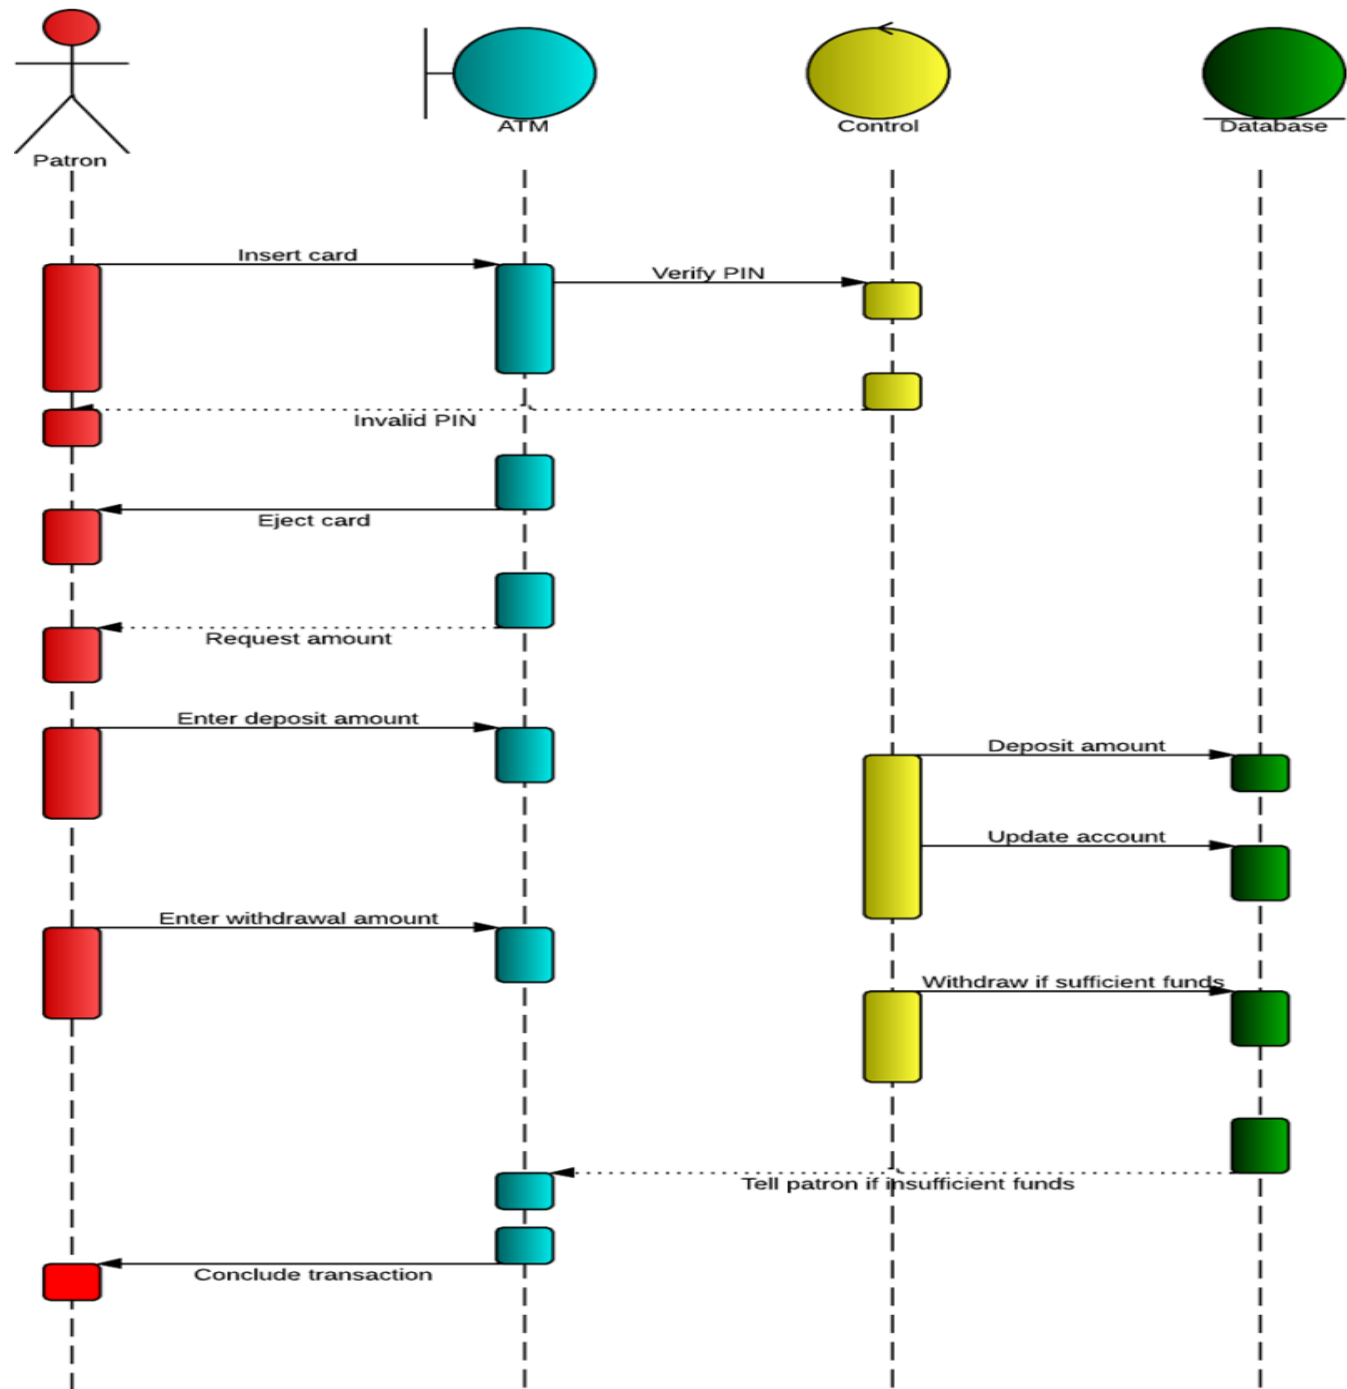 ATM
Control
Database
Patron
Insert card
Verify PIN
Invalid PIN
Eject card
Request amount
Enter deposit amount
Deposit amount
Update account
Enter withdrawal amount
Withdraw if sufficient funds
Tell patron if insufficient funds
Conclude transaction